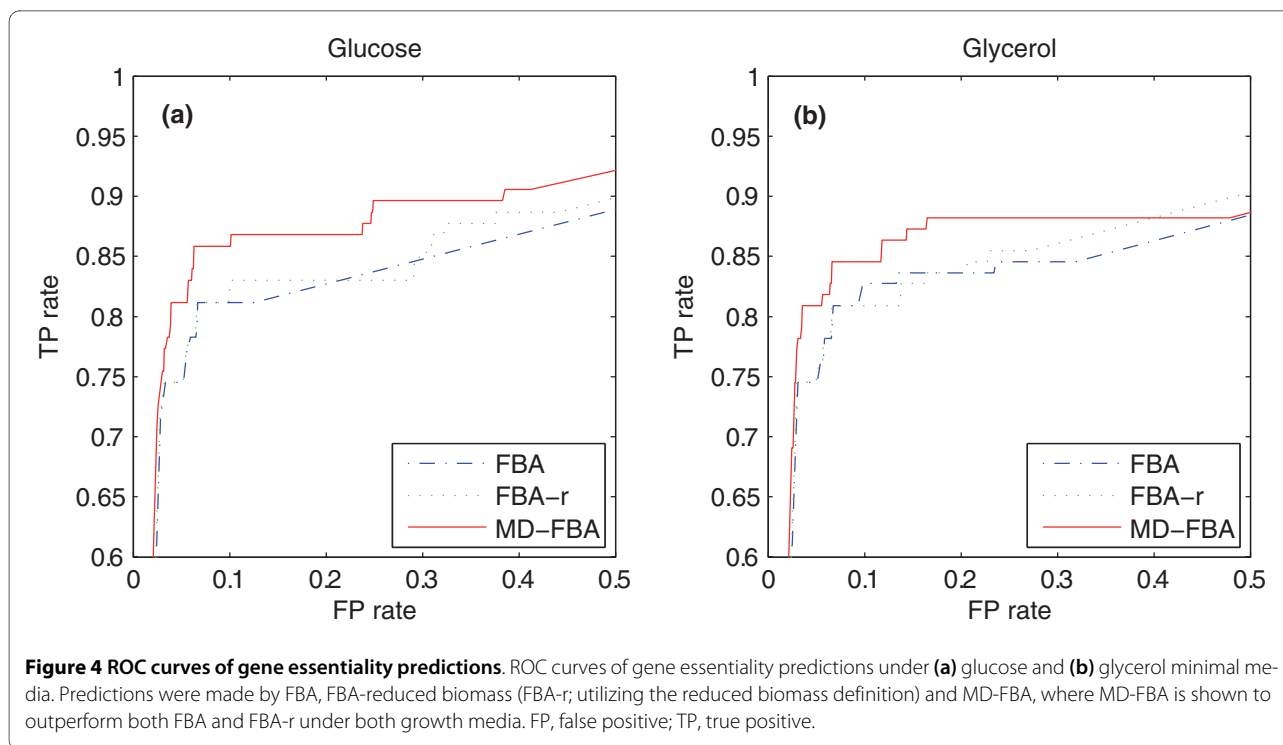 Glucose
(a)
1
0.95
0.9
0.85
0.8
0.75
0.7
0.65
0.6
TP rate
0
0.1
0.2
0.3
0.4
0.5
FP rate
FBA
FBA-r
MD-FBA
Glycerol
(b)
1
0.95
0.9
0.85
0.8
0.75
0.7
0.65
0.6
TP rate
0
0.1
0.2
0.3
0.4
0.5
FP rate
FBA
FBA-r
MD-FBA
Figure 4 ROC curves of gene essentiality predictions. ROC curves of gene essentiality predictions under (a) glucose and (b) glycerol minimal me-
dia. Predictions were made by FBA, FBA-reduced biomass (FBA-r; utilizing the reduced biomass definition) and MD-FBA, where MD-FBA is shown to
outperform both FBA and FBA-r under both growth media. FP, false positive; TP, true positive.